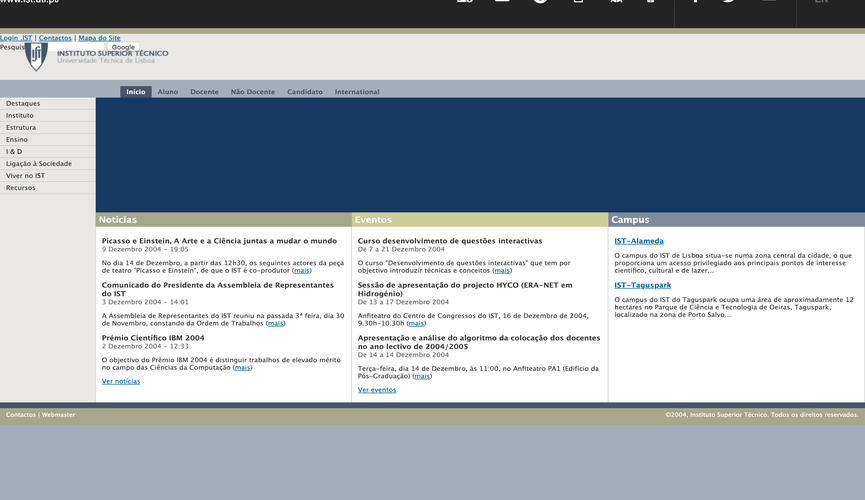 www.ist.utl.pt/
EN
Login .IST | Contactos | Mapa do Site
Pesquis
Google
INSTITUTO SUPERIOR TÉCNICO
Universidade Técnica de Lisboa
Início Aluno Docente Não Docente Candidato International
Destaques
Instituto
Estrutura
Ensino
I & D
Ligação à Sociedade
Viver no IST
Recursos
Notícias
Picasso e Einstein, A Arte e a Ciência juntas a mudar o mundo
9 Dezembro 2004 - 19:05
No dia 14 de Dezembro, a partir das 12h30, os seguintes actores da peça
de teatro "Picasso e Einstein", de que o IST é co-produtor (mais)
Comunicado do Presidente da Assembleia de Representantes
do IST
3 Dezembro 2004 - 14:01
A Assembleia de Representantes do IST reuniu na passada 3ª feira, dia 30
de Novembro, constando da Ordem de Trabalhos (mais)
Prémio Científico IBM 2004
2 Dezembro 2004 - 12:33
O objectivo do Prémio IBM 2004 é distinguir trabalhos de elevado mérito
no campo das Ciências da Computação (mais)
Ver notícias
Eventos
Curso desenvolvimento de questões interactivas
De 7 a 21 Dezembro 2004
O curso "Desenvolvimento de questões interactivas" que tem por
objectivo introduzir técnicas e conceitos (mais)
Sessão de apresentação do projecto HYCO (ERA-NET em
Hidrogénio)
De 13 a 17 Dezembro 2004
Anfiteatro do Centro de Congressos do IST, 16 de Dezembro de 2004,
9.30h-10.30h (mais)
Apresentação e análise do algoritmo da colocação dos docentes
no ano lectivo de 2004/2005
De 14 a 14 Dezembro 2004
Terça-feira, dia 14 de Dezembro, às 11:00, no Anfiteatro PA1 (Edifício da
Pós-Graduação) (mais)
Ver eventos
Campus
IST-Alameda
O campus do IST de Lisboa situa-se numa zona central da cidade, o que
proporciona um acesso privilegiado aos principais pontos de interesse
científico, cultural e de lazer...
IST-Taguspark
O campus do IST do Taguspark ocupa uma área de aproximadamente 12
hectares no Parque de Ciência e Tecnologia de Oeiras, Taguspark,
localizado na zona de Porto Salvo...
Contactos | Webmaster
©2004, Instituto Superior Técnico. Todos os direitos reservados.